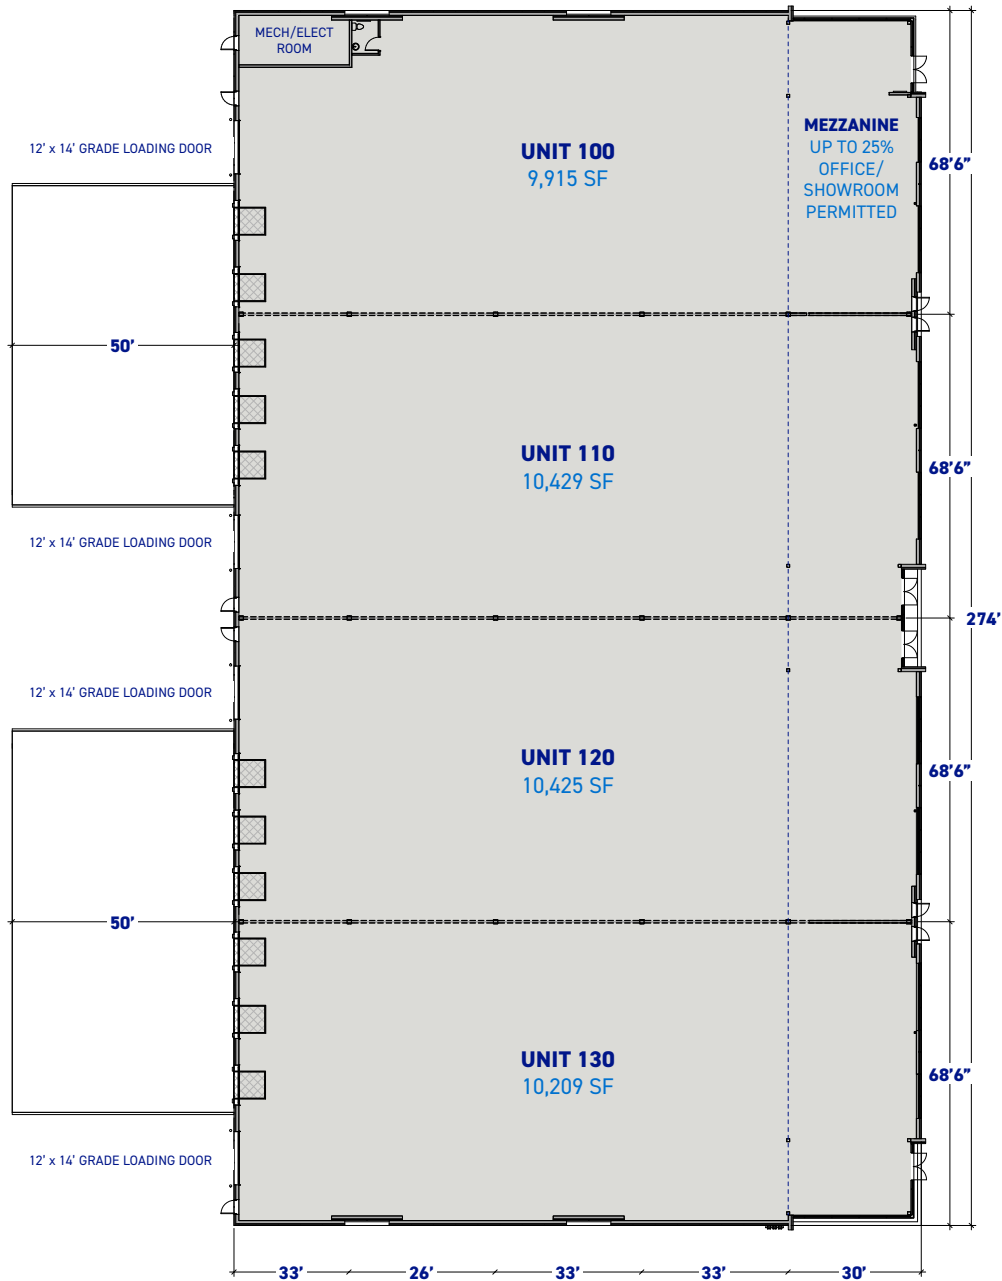 MECH/ELECT
ROOM
12' x 14' GRADE LOADING DOOR
UNIT 100
9,915 SF
MEZZANINE
UP TO 25%
OFFICE/
SHOWROOM
PERMITTED
68'6"
50'
UNIT 110
10,429 SF
68'6"
12' x 14' GRADE LOADING DOOR
274'
12' x 14' GRADE LOADING DOOR
UNIT 120
10,425 SF
68'6"
50'
UNIT 130
10,209 SF
68'6"
12' x 14' GRADE LOADING DOOR
33'
26'
33'
33'
30'